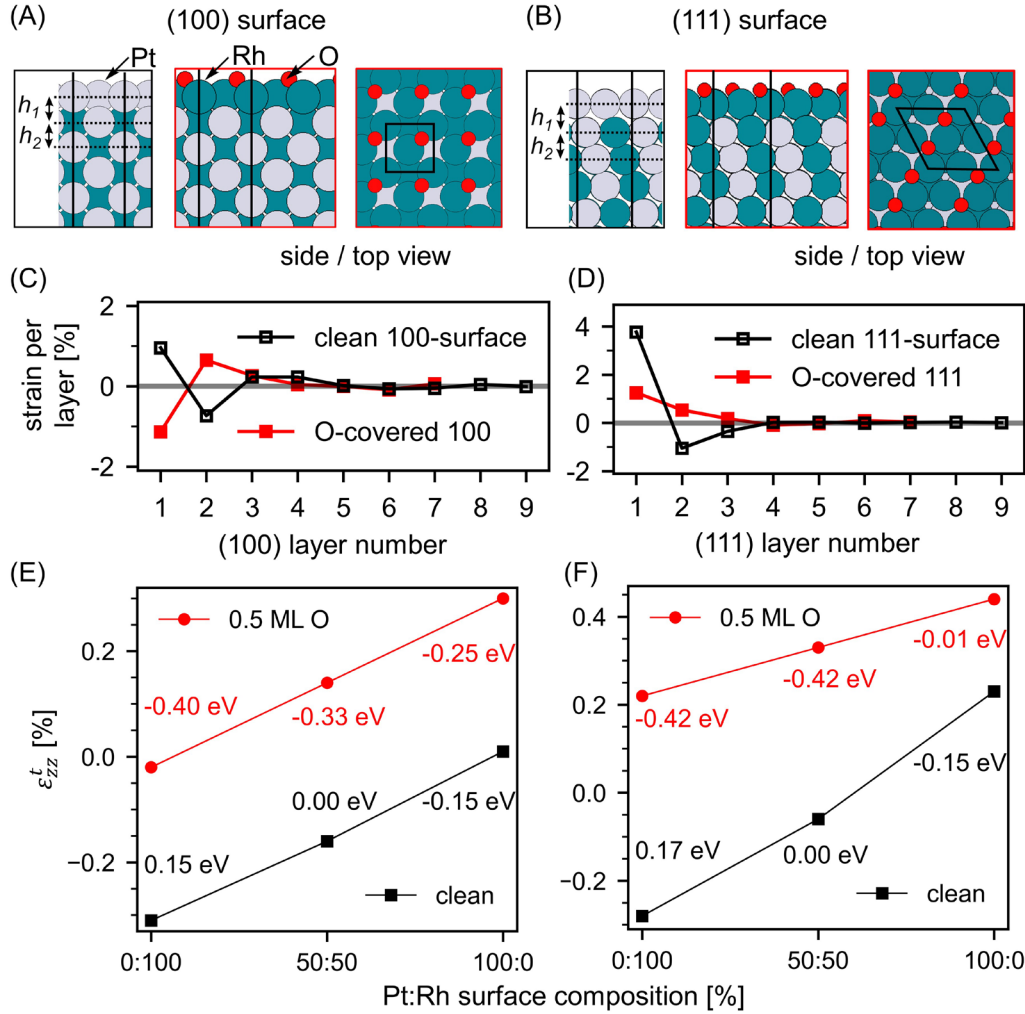 (A) (100) surface
Pt Rh O
h1
h2
(B) (111) surface
h1
h2
side / top view
side / top view
(C)
strain per
layer [%]
2
0
-2
clean 100-surface
O-covered 100
1 2 3 4 5 6 7 8 9
(100) layer number
(D)
4
2
0
-2
clean 111-surface
O-covered 111
1 2 3 4 5 6 7 8 9
(111) layer number
(E)
ε_zz^t [%]
0.2
0.0
−0.2
0.5 ML O
-0.40 eV
-0.33 eV
-0.25 eV
0.15 eV
0.00 eV
-0.15 eV
clean
0:100 50:50 100:0
(F)
0.4
0.2
0.0
−0.2
0.5 ML O
-0.42 eV
-0.42 eV
-0.01 eV
0.17 eV
0.00 eV
-0.15 eV
clean
0:100 50:50 100:0
Pt:Rh surface composition [%]